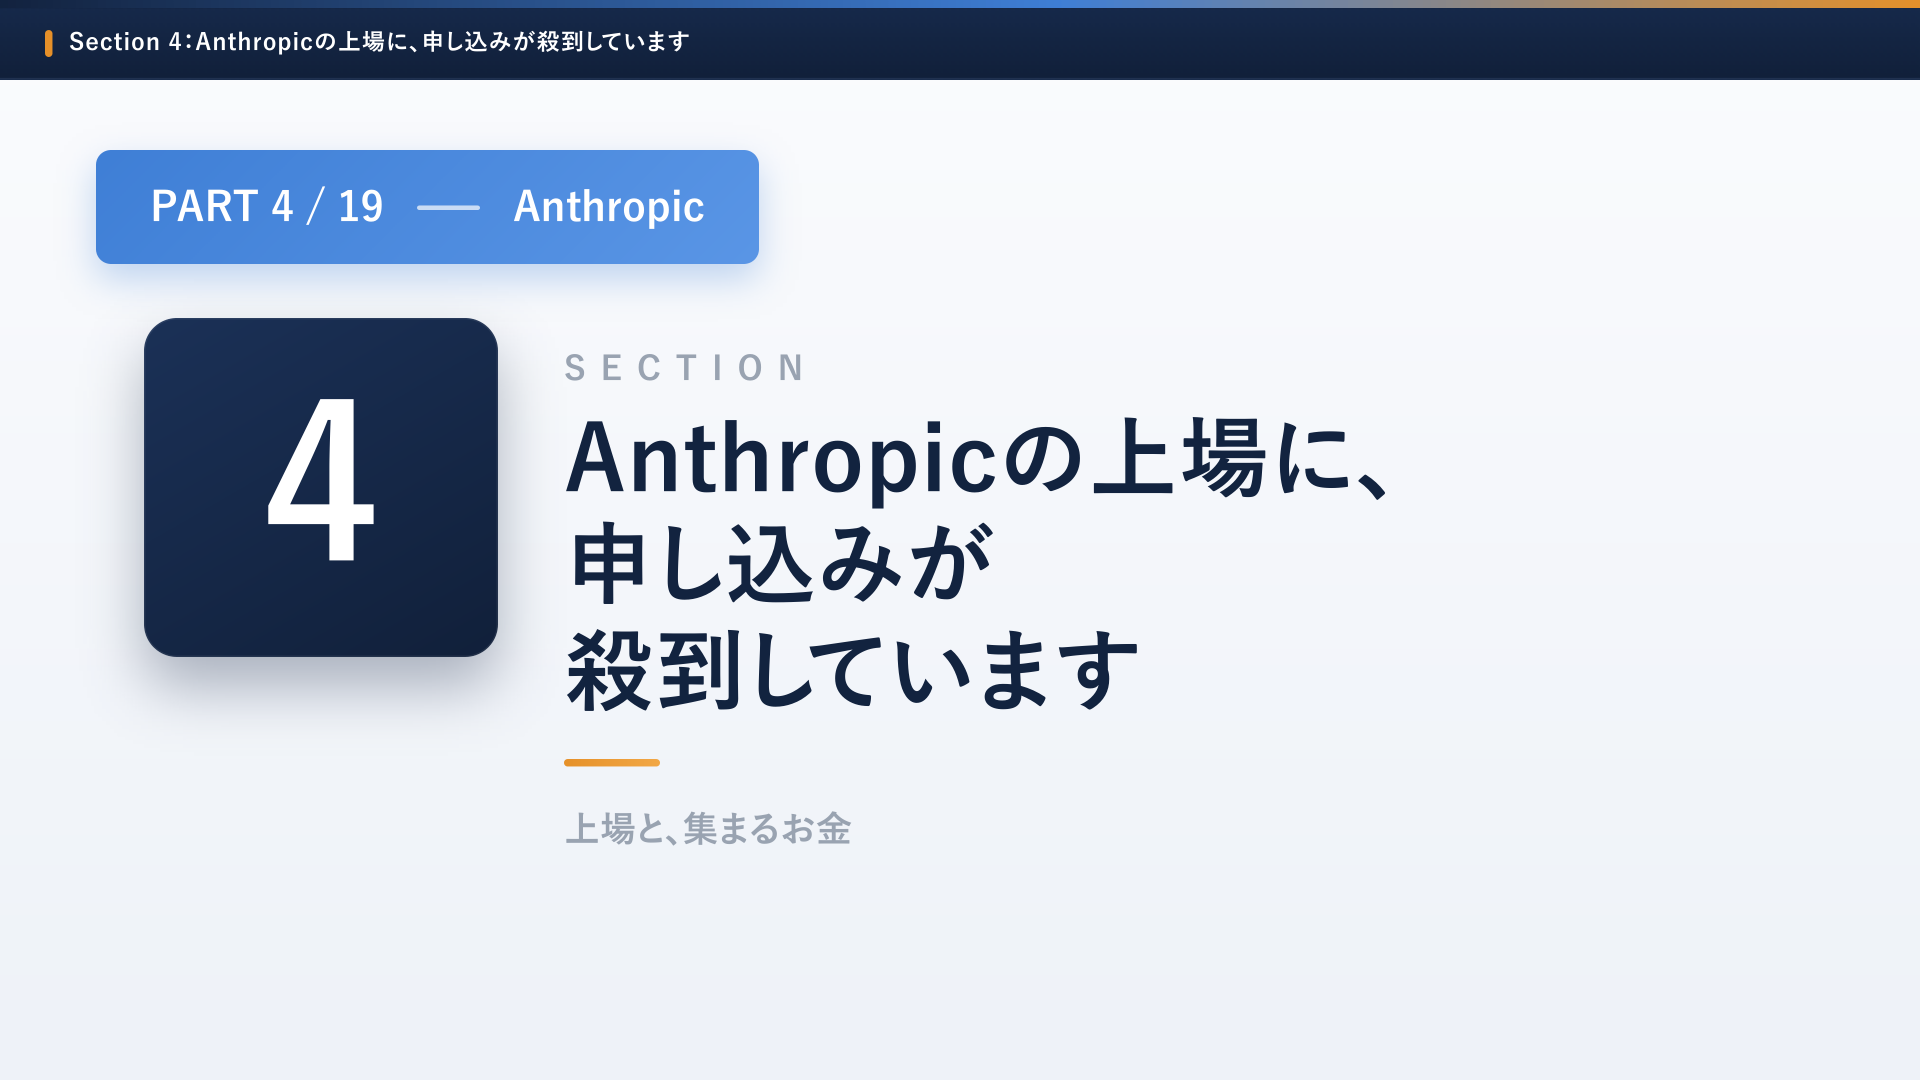 Section 4：Anthropicの上場に、申し込みが殺到しています
PART 4 / 19 — Anthropic
4
SECTION
Anthropicの上場に、
申し込みが
殺到しています
上場と、集まるお金